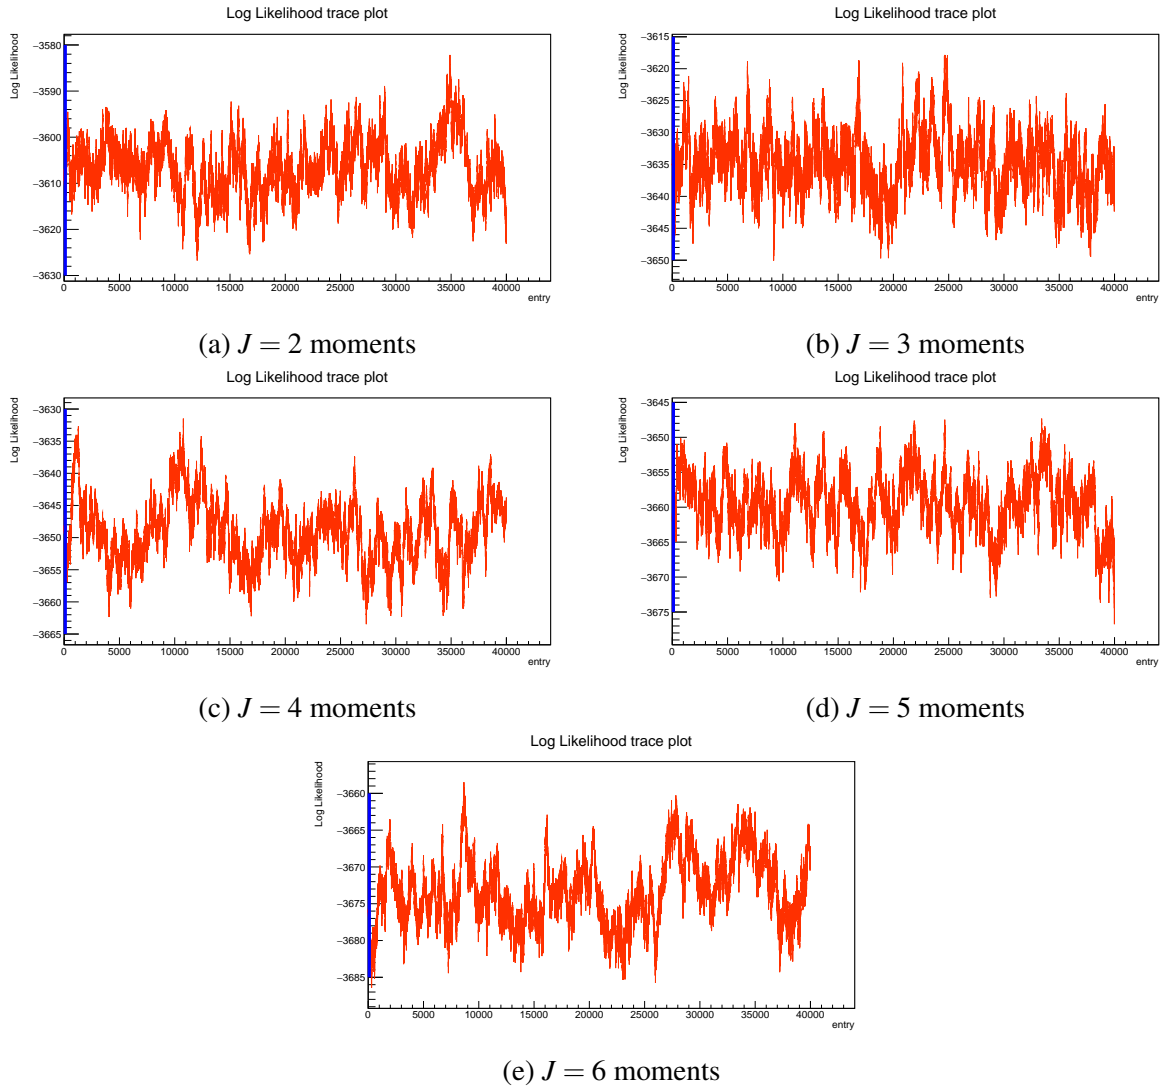 Log Likelihood trace plot
Log Likelihood
−3580
−3590
−3600
−3610
−3620
−3630
0 5000 10000 15000 20000 25000 30000 35000 40000
entry
(a) J = 2 moments
Log Likelihood trace plot
Log Likelihood
−3615
−3620
−3625
−3630
−3635
−3640
−3645
−3650
0 5000 10000 15000 20000 25000 30000 35000 40000
entry
(b) J = 3 moments
Log Likelihood trace plot
Log Likelihood
−3630
−3635
−3640
−3645
−3650
−3655
−3660
−3665
0 5000 10000 15000 20000 25000 30000 35000 40000
entry
(c) J = 4 moments
Log Likelihood trace plot
Log Likelihood
−3645
−3650
−3655
−3660
−3665
−3670
−3675
0 5000 10000 15000 20000 25000 30000 35000 40000
entry
(d) J = 5 moments
Log Likelihood trace plot
Log Likelihood
−3660
−3665
−3670
−3675
−3680
−3685
0 5000 10000 15000 20000 25000 30000 35000 40000
entry
(e) J = 6 moments